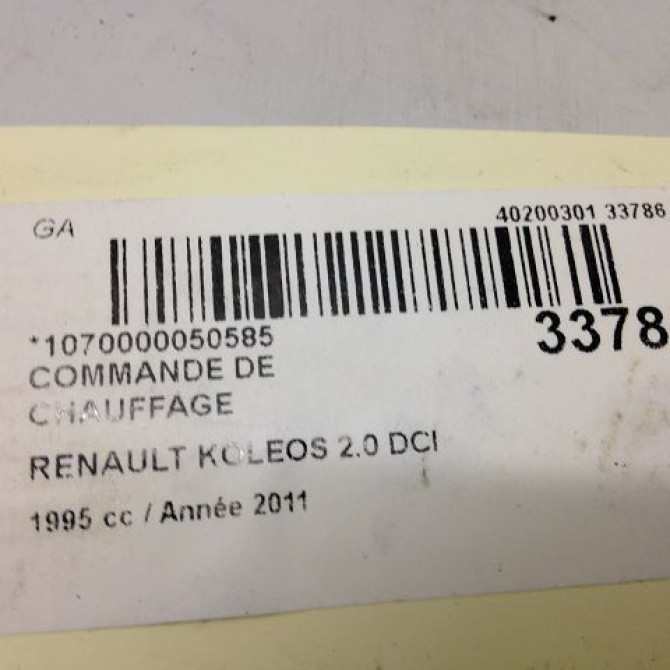 GA
40200301 33786
*1070000050585
3378
COMMANDE DE
CHAUFFAGE
RENAULT KOLEOS 2.0 DCI
1995 cc / Année 2011